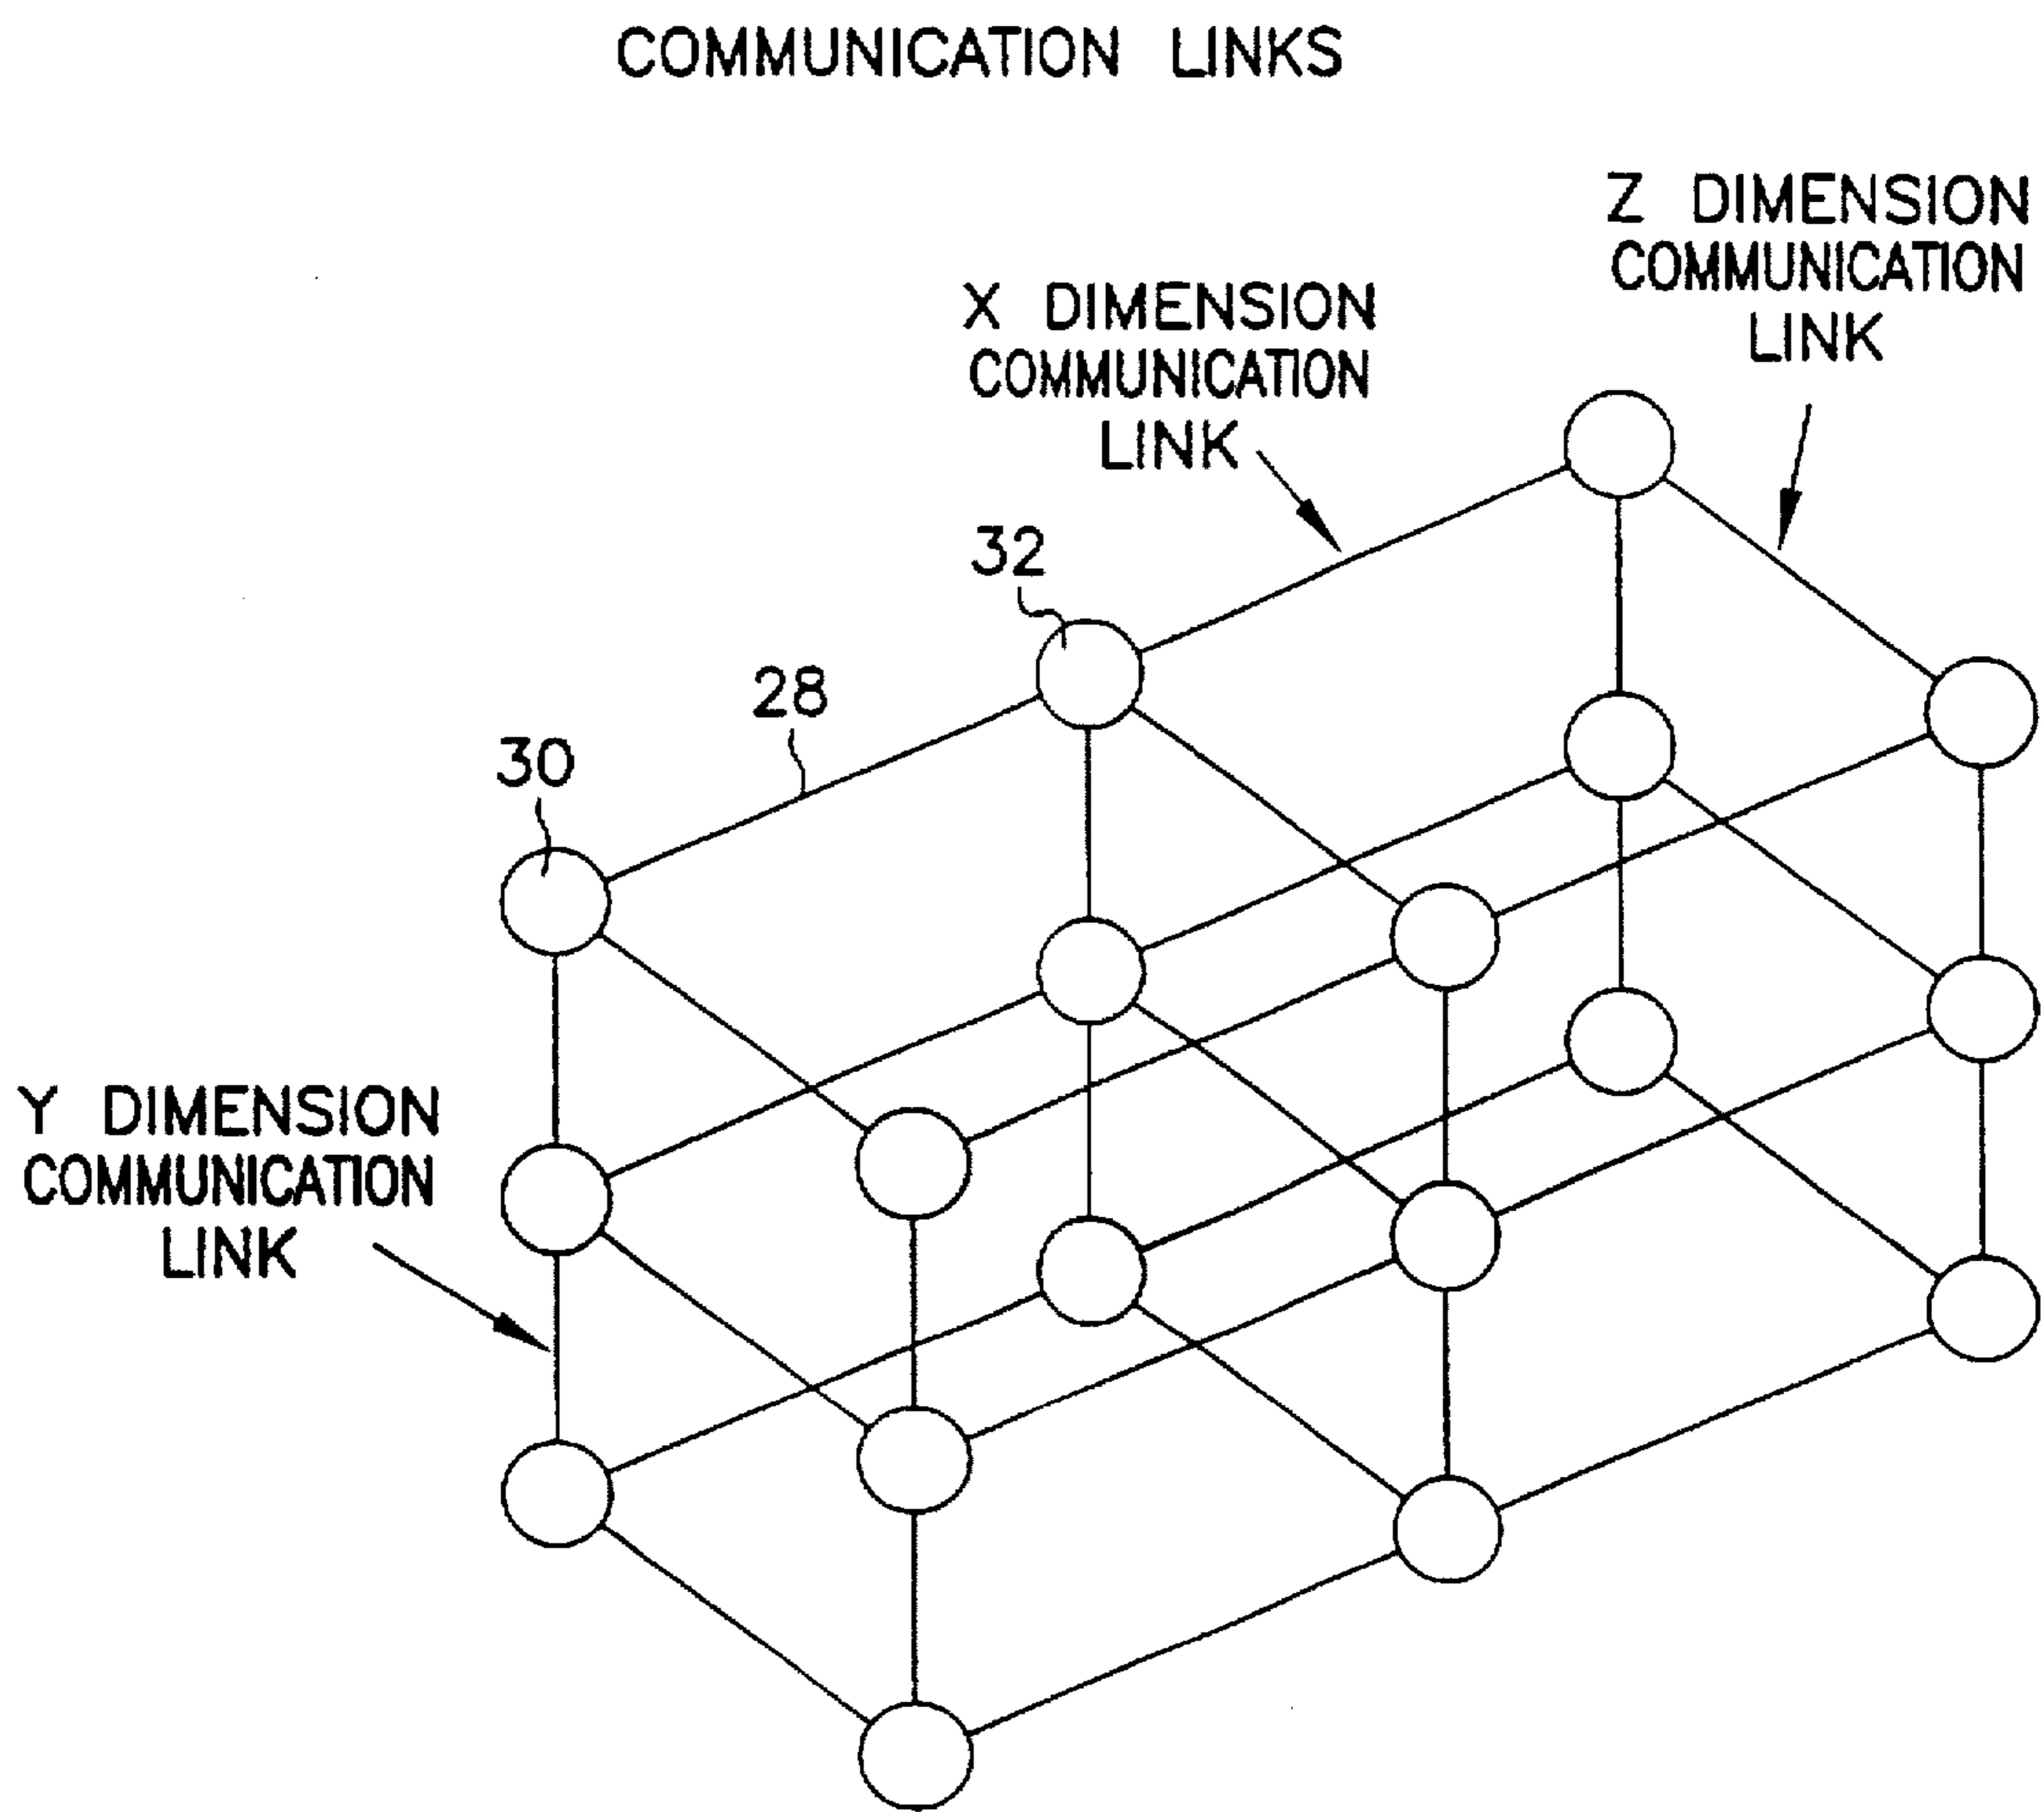 COMMUNICATION LINKS
Z DIMENSION
COMMUNICATION
LINK
X DIMENSION
COMMUNICATION
LINK
32
28
30
Y DIMENSION
COMMUNICATION
LINK